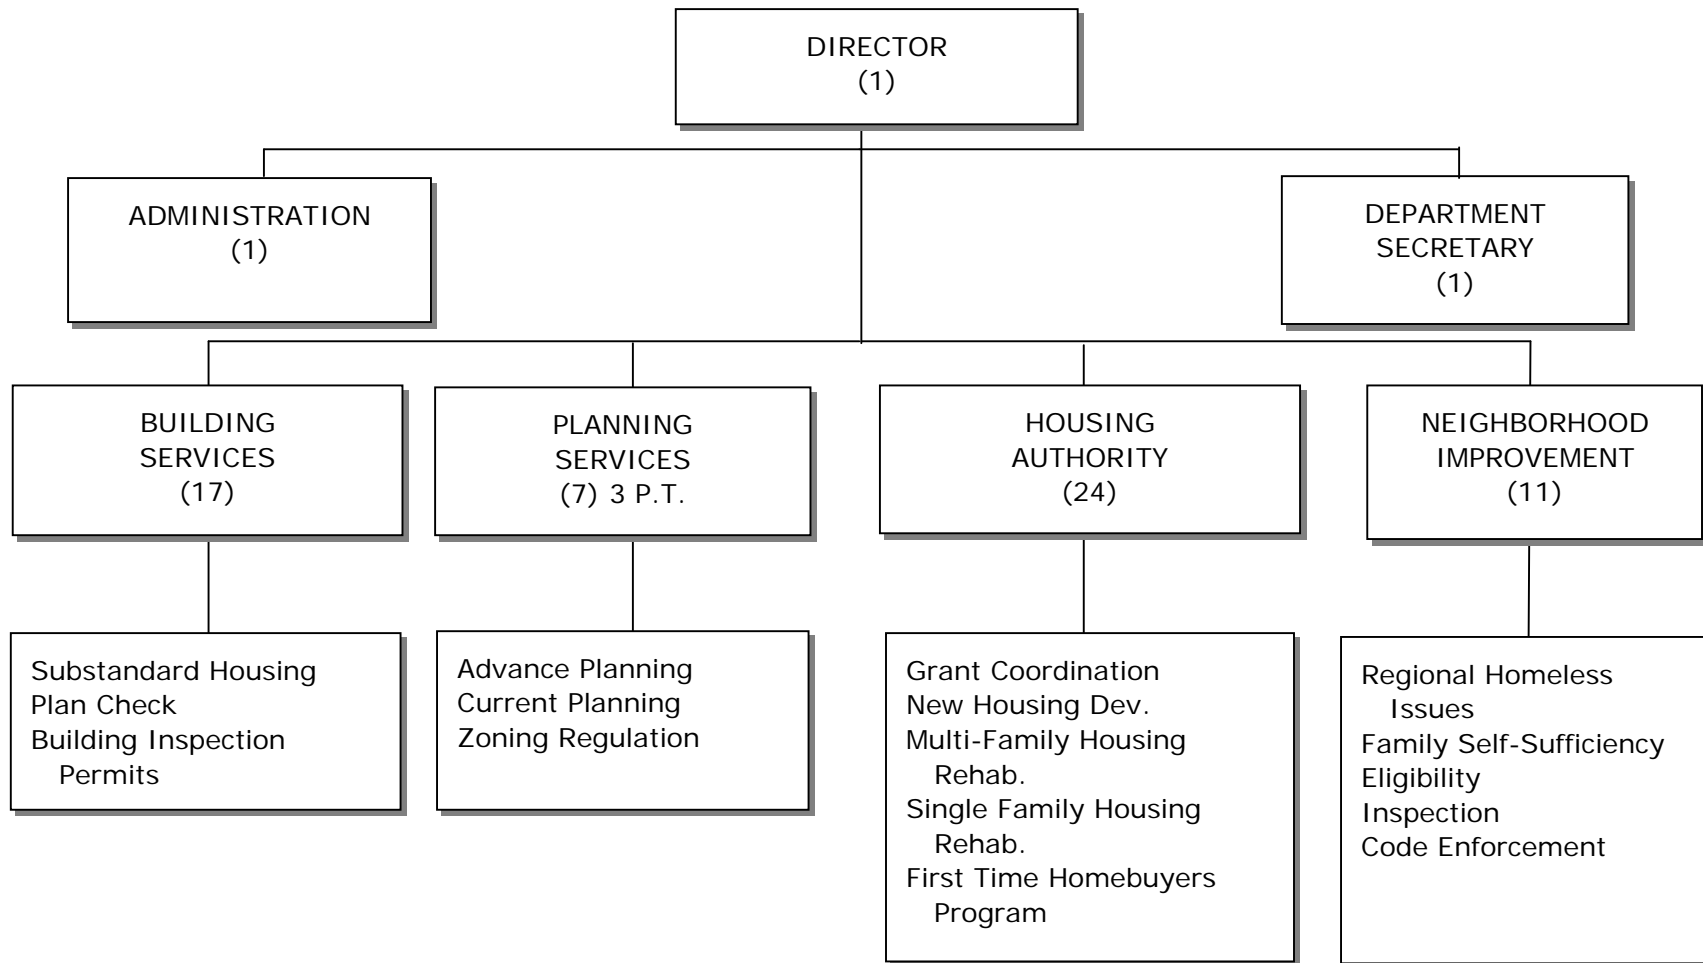 DIRECTOR
(1)
ADMINISTRATION
(1)
DEPARTMENT
SECRETARY
(1)
BUILDING
SERVICES
(17)
PLANNING
SERVICES
(7) 3 P.T.
HOUSING
AUTHORITY
(24)
NEIGHBORHOOD
IMPROVEMENT
(11)
Substandard Housing
Plan Check
Building Inspection
Permits
Advance Planning
Current Planning
Zoning Regulation
Grant Coordination
New Housing Dev.
Multi-Family Housing
Rehab.
Single Family Housing
Rehab.
First Time Homebuyers
Program
Regional Homeless
Issues
Family Self-Sufficiency
Eligibility
Inspection
Code Enforcement